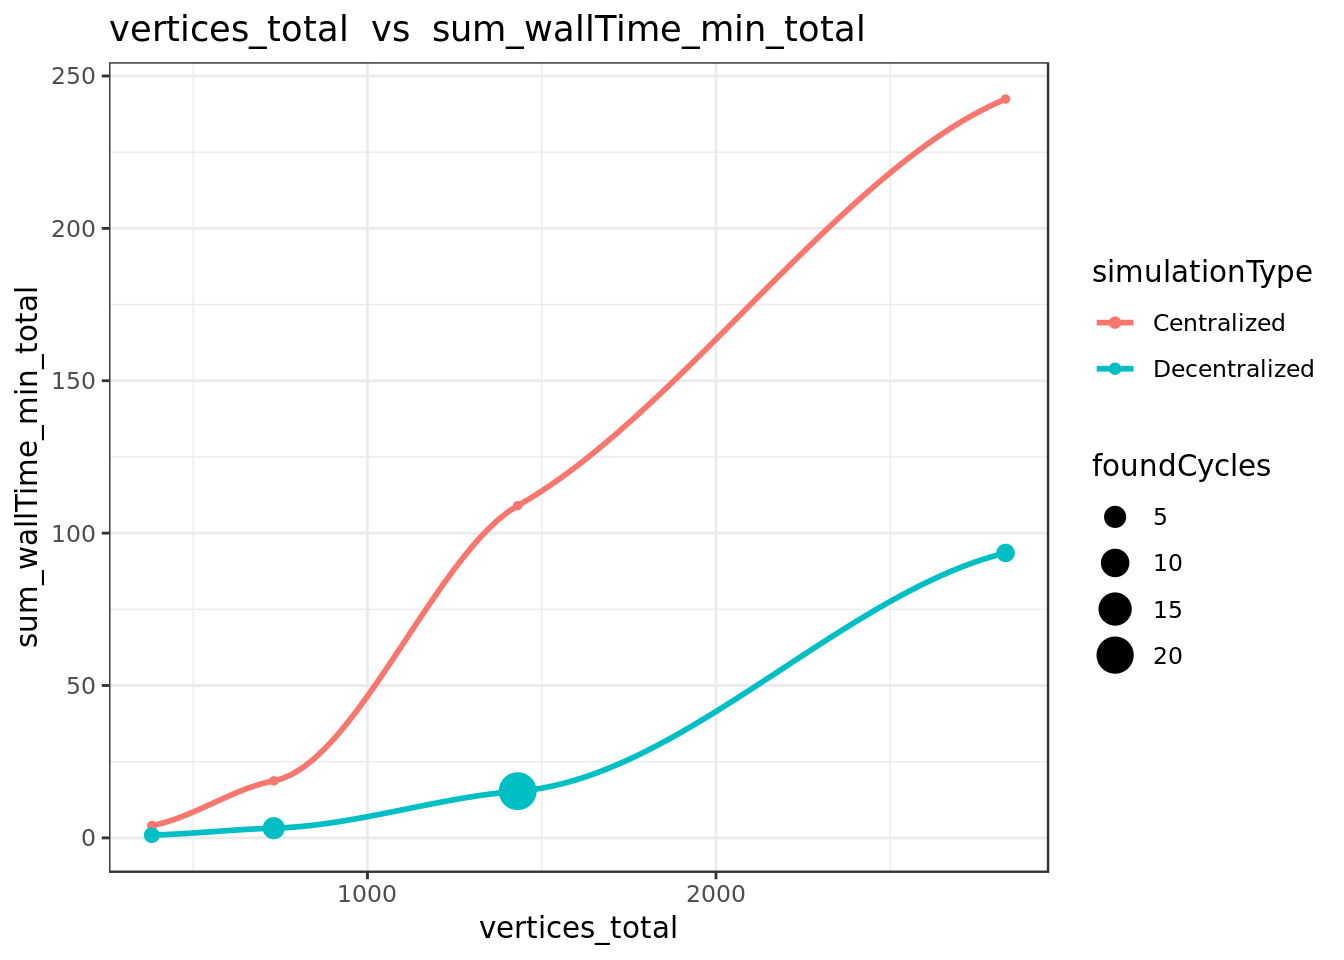 vertices_total  vs  sum_wallTime_min_total
sum_wallTime_min_total
250
200
150
100
50
0
1000
2000
vertices_total
simulationType
Centralized
Decentralized
foundCycles
5
10
15
20